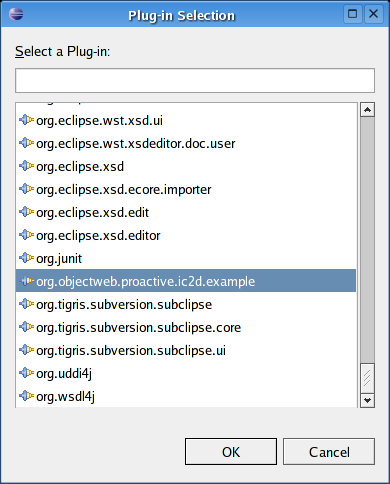 Plug-in Selection
Select a Plug-in:
org.eclipse.wst.xsd.ui
org.eclipse.wst.xsdeditor.doc.user
org.eclipse.xsd
org.eclipse.xsd.ecore.importer
org.eclipse.xsd.edit
org.eclipse.xsd.editor
org.junit
org.objectweb.proactive.ic2d.example
org.tigris.subversion.subclipse
org.tigris.subversion.subclipse.core
org.tigris.subversion.subclipse.ui
org.uddi4j
org.wsdl4j
OK
Cancel